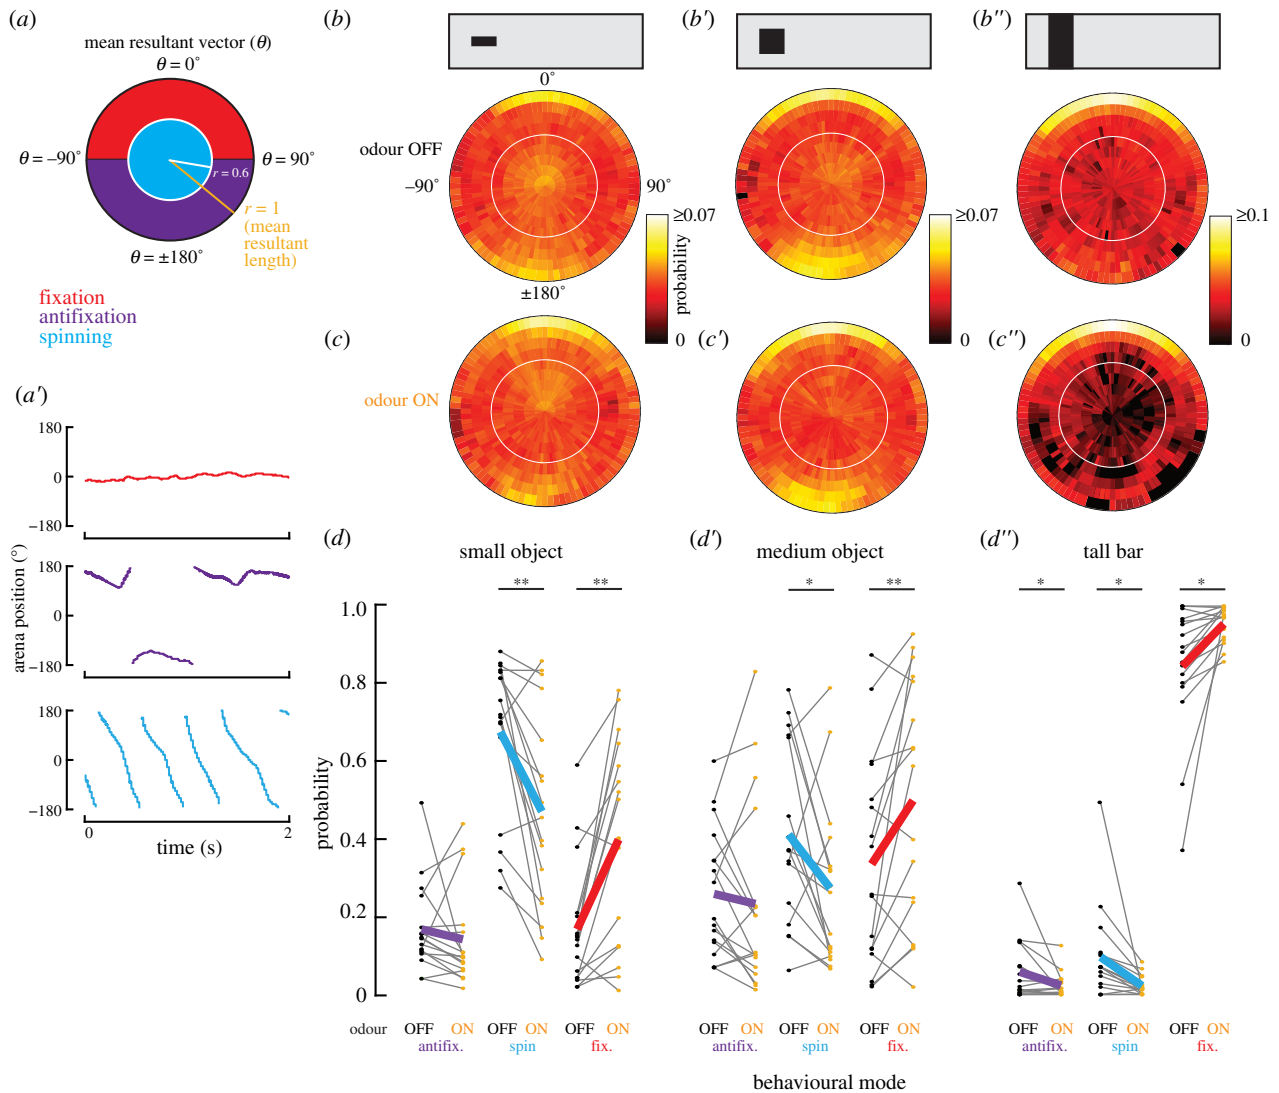 (a)
mean resultant vector (θ)
θ = 0°
θ = –90°
θ = 90°
r = 0.6
r = 1
(mean
resultant
length)
θ = ±180°
fixation
antifixation
spinning
(a′)
180
0
–180
180
0
–180
180
0
–180
arena position (°)
0
2
time (s)
(b)
(b′)
(b″)
0°
odour OFF
–90°
90°
±180°
≥0.07
probability
0
≥0.07
0
≥0.1
0
(c)
(c′)
(c″)
odour ON
(d)
(d′)
(d″)
small object
medium object
tall bar
** **
* **
* * *
1.0
0.8
0.6
0.4
0.2
0
probability
odour OFF ON OFF ON OFF ON
antifix. spin fix.
OFF ON OFF ON OFF ON
antifix. spin fix.
OFF ON OFF ON OFF ON
antifix. spin fix.
behavioural mode